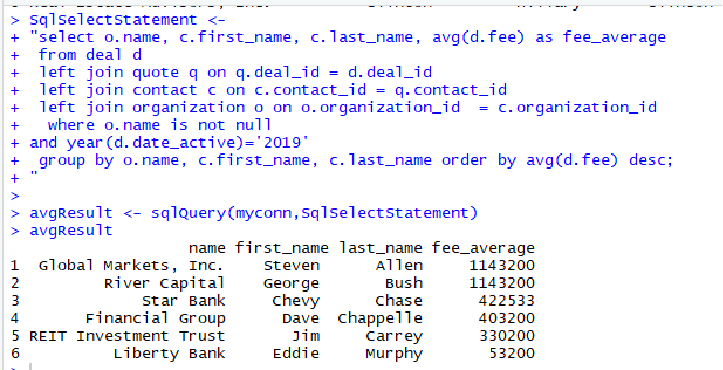 > SqlSelectStatement <-
+ "select o.name, c.first_name, c.last_name, avg(d.fee) as fee_average
+  from deal d
+  left join quote q on q.deal_id = d.deal_id
+  left join contact c on c.contact_id = q.contact_id
+  left join organization o on o.organization_id  = c.organization_id
+   where o.name is not null
+ and year(d.date_active)='2019'
+  group by o.name, c.first_name, c.last_name order by avg(d.fee) desc;
+ "
>
> avgResult <- sqlQuery(myconn,SqlSelectStatement)
> avgResult
                   name first_name last_name fee_average
1  Global Markets, Inc.     Steven     Allen     1143200
2         River Capital     George      Bush     1143200
3             Star Bank      Chevy     Chase      422533
4       Financial Group       Dave Chappelle      403200
5 REIT Investment Trust        Jim    Carrey      330200
6          Liberty Bank      Eddie    Murphy       53200
>